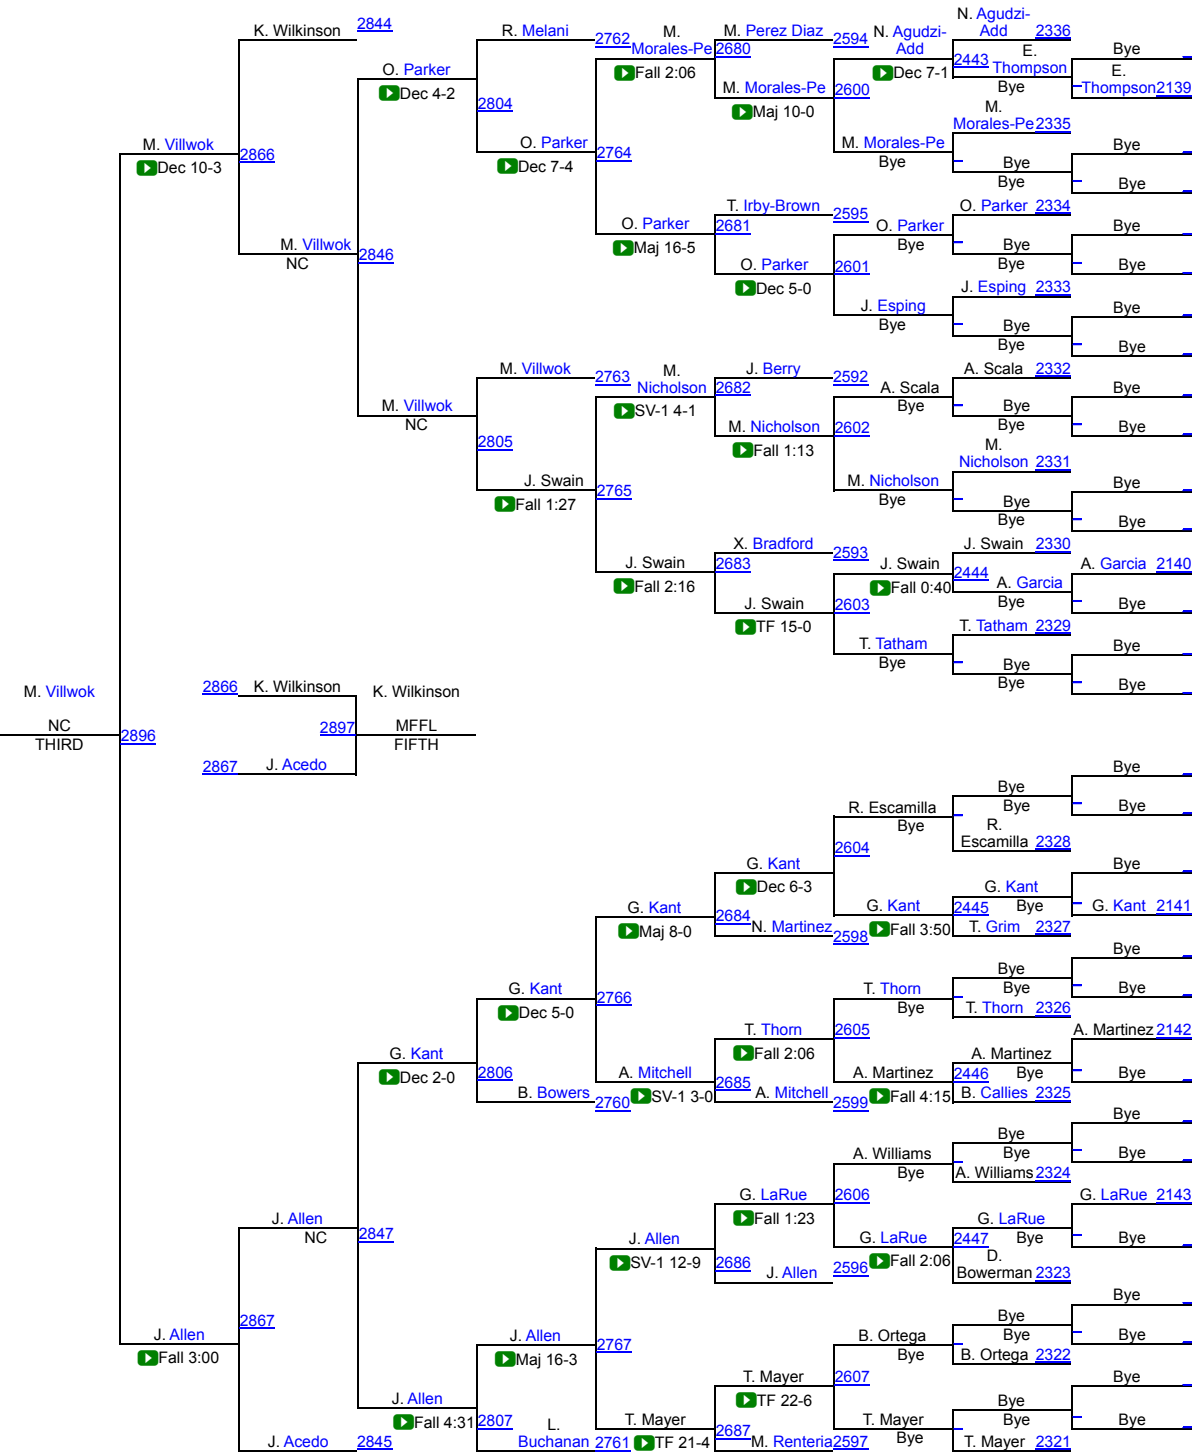 K. Wilkinson 2844
R. Melani 2762
M.
Morales-Pe 2680
Fall 2:06
M. Perez Diaz 2594
N. Agudzi-
Add
Dec 7-1
N. Agudzi-
Add 2336
2443 E.
Thompson
Bye
Bye
E.
Thompson 2139
O. Parker
Dec 4-2
2804
M. Morales-Pe 2600
Maj 10-0
M.
Morales-Pe 2335
M. Villwok
Dec 10-3
2866
O. Parker 2764
Dec 7-4
M. Morales-Pe
Bye
Bye
Bye
Bye
Bye
T. Irby-Brown 2595
O. Parker 2334
O. Parker 2681
Maj 16-5
O. Parker
Bye
Bye
Bye
Bye
Bye
M. Villwok 2846
NC
O. Parker 2601
Dec 5-0
J. Esping 2333
J. Esping
Bye
Bye
Bye
Bye
Bye
M. Villwok 2763
M.
Nicholson 2682
SV-1 4-1
J. Berry 2592
A. Scala
Bye
A. Scala 2332
Bye
Bye
Bye
Bye
M. Villwok
NC
2805
M. Nicholson 2602
Fall 1:13
M.
Nicholson 2331
J. Swain 2765
Fall 1:27
M. Nicholson
Bye
Bye
Bye
Bye
Bye
X. Bradford 2593
J. Swain 2330
J. Swain 2683
Fall 2:16
J. Swain
Fall 0:40
2444 A. Garcia
Bye
A. Garcia 2140
Bye
J. Swain 2603
TF 15-0
T. Tatham 2329
T. Tatham
Bye
Bye
Bye
Bye
Bye
M. Villwok
NC
THIRD
2896
2866 K. Wilkinson
2897
2867 J. Acedo
K. Wilkinson
MFFL
FIFTH
Bye
Bye
Bye
Bye
R. Escamilla
Bye
R.
Escamilla 2328
2604
G. Kant
Dec 6-3
Bye
G. Kant
Bye
G. Kant 2141
G. Kant
Maj 8-0
2684
N. Martinez 2598
G. Kant
Fall 3:50
2445
T. Grim 2327
Bye
Bye
Bye
Bye
G. Kant
Dec 5-0
2766
T. Thorn
Bye
T. Thorn 2326
T. Thorn
Fall 2:06
2605
A. Martinez 2142
A. Martinez
Bye
Bye
G. Kant
Dec 2-0
2806
B. Bowers 2760
A. Mitchell
SV-1 3-0
2685
A. Mitchell 2599
A. Martinez
Fall 4:15
2446
B. Callies 2325
Bye
Bye
Bye
Bye
A. Williams
Bye
A. Williams 2324
G. LaRue
Fall 1:23
2606
G. LaRue 2143
G. LaRue
Bye
Bye
J. Allen
NC
2847
J. Allen
SV-1 12-9
2686
J. Allen 2596
G. LaRue
Fall 2:06
2447
D.
Bowerman 2323
Bye
Bye
Bye
Bye
2867
J. Allen
Fall 3:00
J. Allen
Maj 16-3
2767
B. Ortega
Bye
B. Ortega 2322
T. Mayer
TF 22-6
2607
Bye
Bye
Bye
Bye
J. Allen
Fall 4:31
2807
L.
Buchanan 2761
T. Mayer
TF 21-4
2687
M. Renteria 2597
T. Mayer
Bye
T. Mayer 2321
J. Acedo 2845